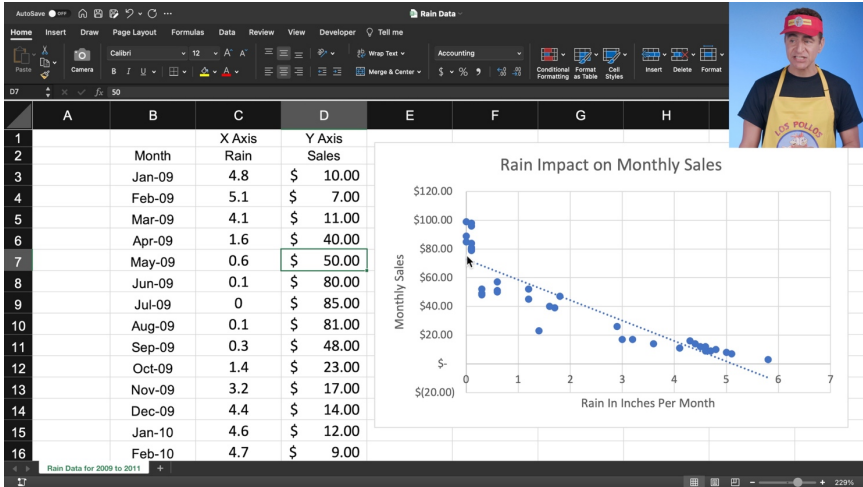 AutoSave OFF Rain Data
Home Insert Draw Page Layout Formulas Data Review View Developer Tell me
Paste Camera Calibri 12 A A Wrap Text Accounting
B I U A Merge & Center $ % Conditional Formatting Format as Table Cell Styles Insert Delete Format
D7 fx 50
A B C D E F G H
1 X Axis Y Axis
2 Month Rain Sales
3 Jan-09 4.8 $ 10.00
4 Feb-09 5.1 $ 7.00
5 Mar-09 4.1 $ 11.00
6 Apr-09 1.6 $ 40.00
7 May-09 0.6 $ 50.00
8 Jun-09 0.1 $ 80.00
9 Jul-09 0 $ 85.00
10 Aug-09 0.1 $ 81.00
11 Sep-09 0.3 $ 48.00
12 Oct-09 1.4 $ 23.00
13 Nov-09 3.2 $ 17.00
14 Dec-09 4.4 $ 14.00
15 Jan-10 4.6 $ 12.00
16 Feb-10 4.7 $ 9.00
Rain Impact on Monthly Sales
$120.00
$100.00
$80.00
$60.00
$40.00
$20.00
$-
$(20.00)
Monthly Sales
0 1 2 3 4 5 6 7
Rain In Inches Per Month
LOS POLLOS
Rain Data for 2009 to 2011 +
229%